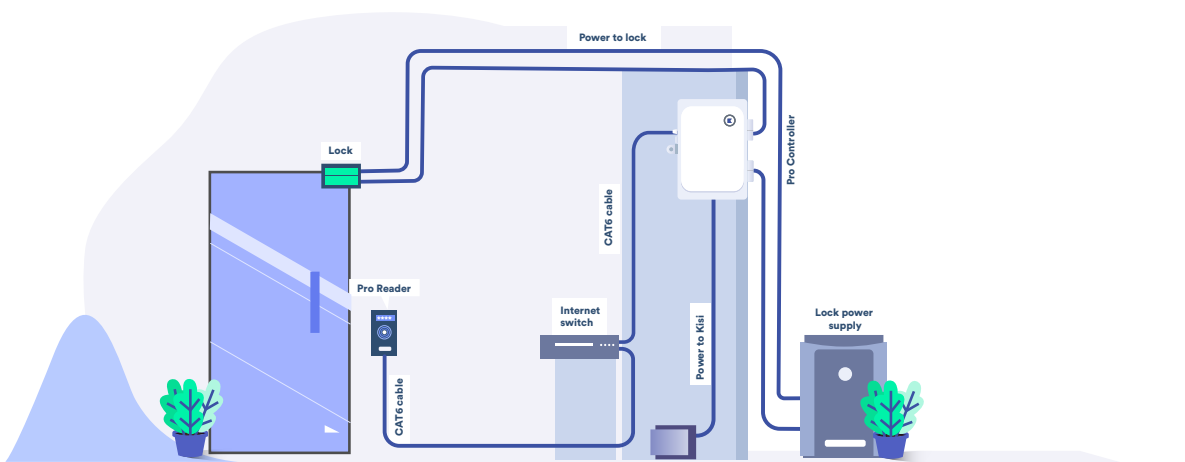 Power to lock
Lock
Pro Controller
CAT6 cable
Pro Reader
Internet
switch
Power to Kisi
Lock power
supply
CAT6 cable